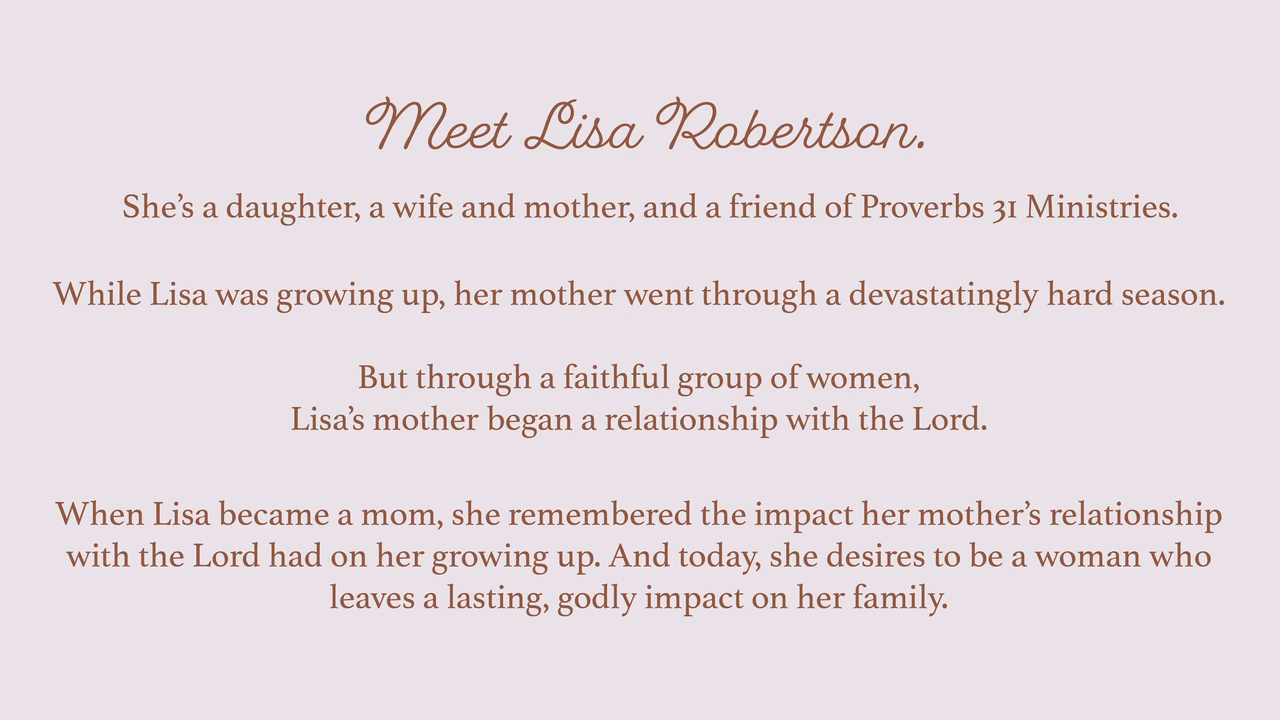 Meet Lisa Robertson.
She’s a daughter, a wife and mother, and a friend of Proverbs 31 Ministries.
While Lisa was growing up, her mother went through a devastatingly hard season.
But through a faithful group of women,
Lisa’s mother began a relationship with the Lord.
When Lisa became a mom, she remembered the impact her mother’s relationship
with the Lord had on her growing up. And today, she desires to be a woman who
leaves a lasting, godly impact on her family.